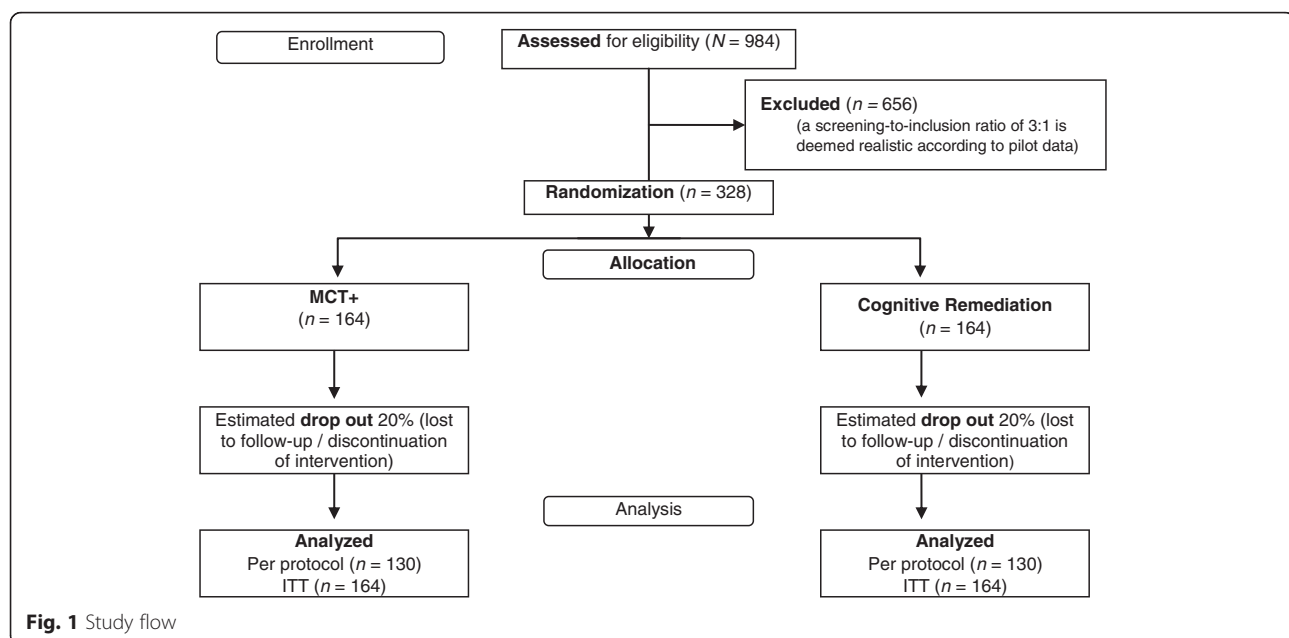 Enrollment
Assessed for eligibility (N = 984)
Excluded (n = 656)
(a screening-to-inclusion ratio of 3:1 is
deemed realistic according to pilot data)
Randomization (n = 328)
Allocation
MCT+
(n = 164)
Cognitive Remediation
(n = 164)
Estimated drop out 20% (lost
to follow-up / discontinuation
of intervention)
Estimated drop out 20% (lost
to follow-up / discontinuation
of intervention)
Analysis
Analyzed
Per protocol (n = 130)
ITT (n = 164)
Analyzed
Per protocol (n = 130)
ITT (n = 164)
Fig. 1 Study flow